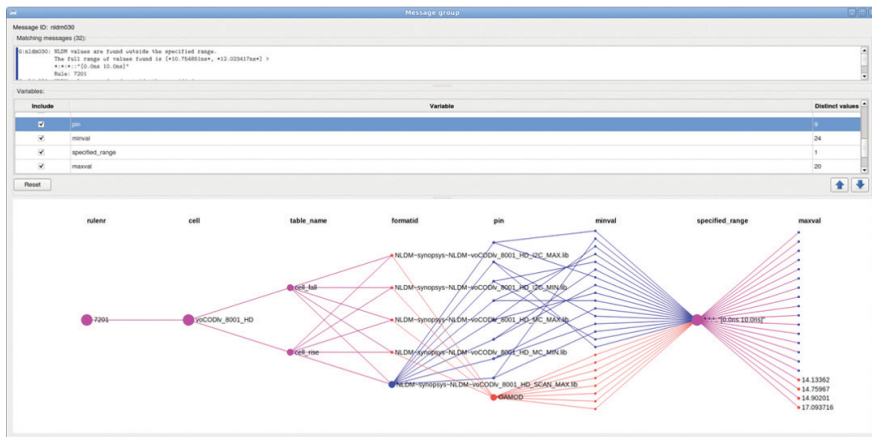 Message group
Message ID: nldm030
Matching messages (32):
G:nldm030: NLDM values are found outside the specified range.
The full range of values found is [*10.754851ns*, *12.023417ns*] >
*:*:*::"[0.0ns 10.0ns]"
Rule: 7201
Variables:
Include Variable Distinct values
pin 9
minval 24
specified_range 1
maxval 20
Reset
rulenr cell table_name formatid pin minval specified_range maxval
NLDM-synopsys-NLDM-voCODlv_8001_HD_I2C_MAX.lib
cell_fall NLDM-synopsys-NLDM-voCODlv_8001_HD_I2C_MIN.lib
7201 voCODlv_8001_HD NLDM-synopsys-NLDM-voCODlv_8001_HD_MC_MAX.lib *:*:*::"[0.0ns 10.0ns]"
cell_rise NLDM-synopsys-NLDM-voCODlv_8001_HD_MC_MIN.lib
NLDM-synopsys-NLDM-voCODlv_8001_HD_SCAN_MAX.lib
14.13362
14.75967
OAMOD
14.90201
17.093716